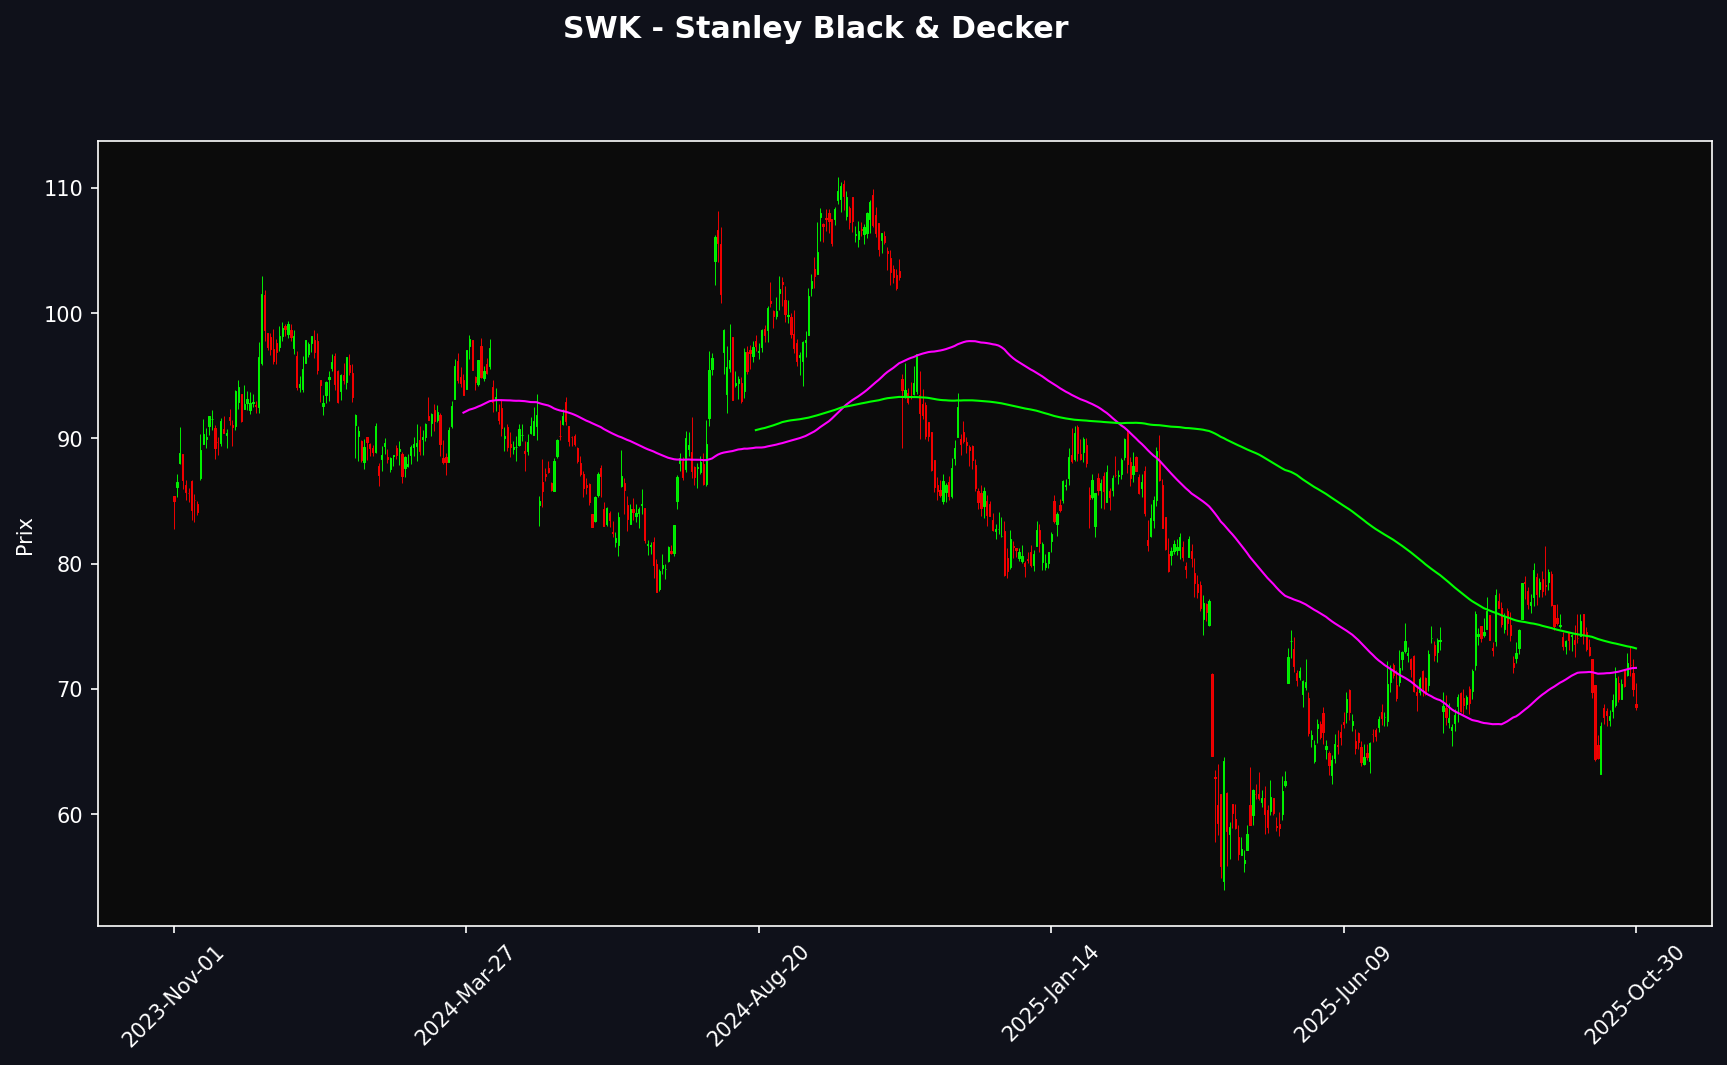 SWK - Stanley Black & Decker
Prix
110
100
90
80
70
60
2023-Nov-01
2024-Mar-27
2024-Aug-20
2025-Jan-14
2025-Jun-09
2025-Oct-30